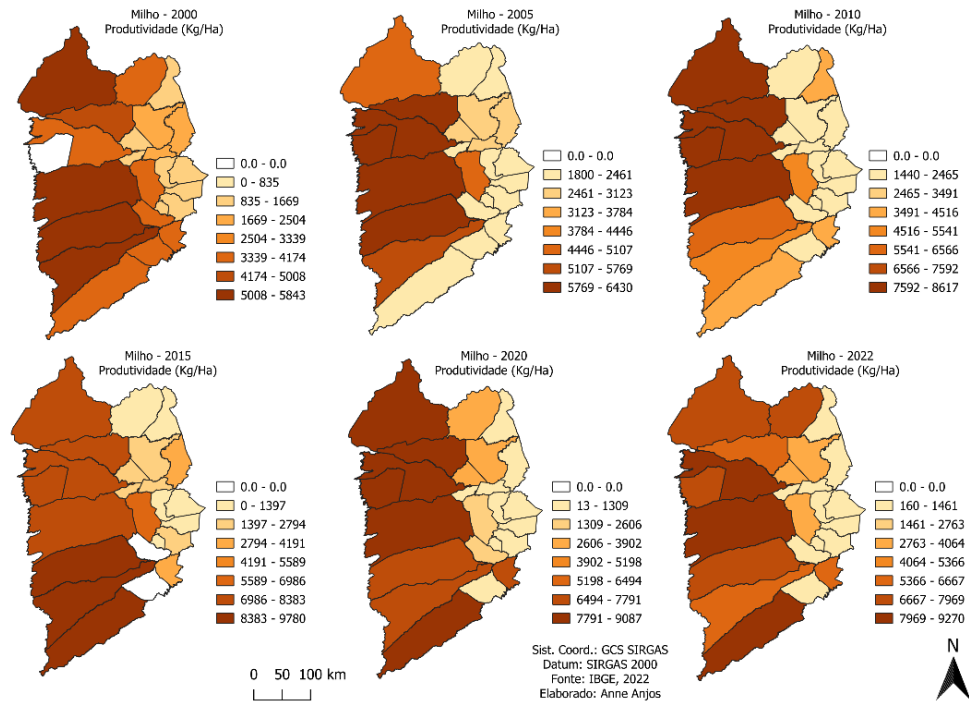 Milho - 2000
Produtividade (Kg/Ha)
0.0 - 0.0
0 - 835
835 - 1669
1669 - 2504
2504 - 3339
3339 - 4174
4174 - 5008
5008 - 5843
Milho - 2005
Produtividade (Kg/Ha)
0.0 - 0.0
1800 - 2461
2461 - 3123
3123 - 3784
3784 - 4446
4446 - 5107
5107 - 5769
5769 - 6430
Milho - 2010
Produtividade (Kg/Ha)
0.0 - 0.0
1440 - 2465
2465 - 3491
3491 - 4516
4516 - 5541
5541 - 6566
6566 - 7592
7592 - 8617
Milho - 2015
Produtividade (Kg/Ha)
0.0 - 0.0
0 - 1397
1397 - 2794
2794 - 4191
4191 - 5589
5589 - 6986
6986 - 8383
8383 - 9780
Milho - 2020
Produtividade (Kg/Ha)
0.0 - 0.0
13 - 1309
1309 - 2606
2606 - 3902
3902 - 5198
5198 - 6494
6494 - 7791
7791 - 9087
Milho - 2022
Produtividade (Kg/Ha)
0.0 - 0.0
160 - 1461
1461 - 2763
2763 - 4064
4064 - 5366
5366 - 6667
6667 - 7969
7969 - 9270
0 50 100 km
Sist. Coord.: GCS SIRGAS
Datum: SIRGAS 2000
Fonte: IBGE, 2022
Elaborado: Anne Anjos
N